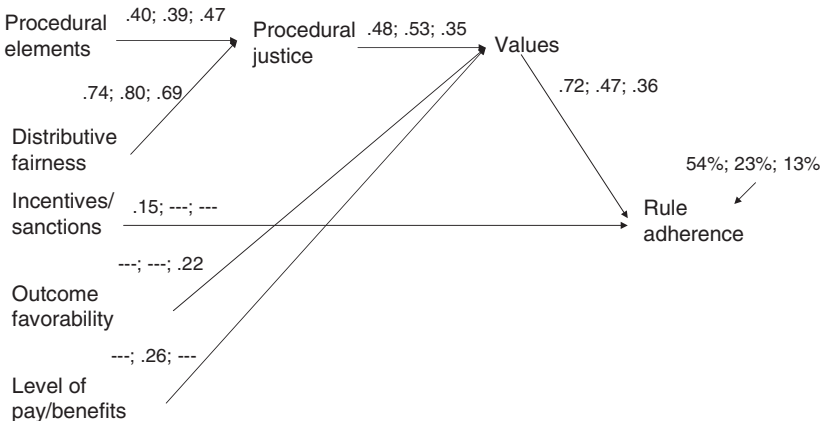 .40; .39; .47
Procedural
elements
Procedural
justice
.48; .53; .35
Values
.74; .80; .69
.72; .47; .36
Distributive
fairness
54%; 23%; 13%
Incentives/
sanctions
.15; ---; ---
Rule
adherence
---; ---; .22
Outcome
favorability
---; .26; ---
Level of
pay/benefits